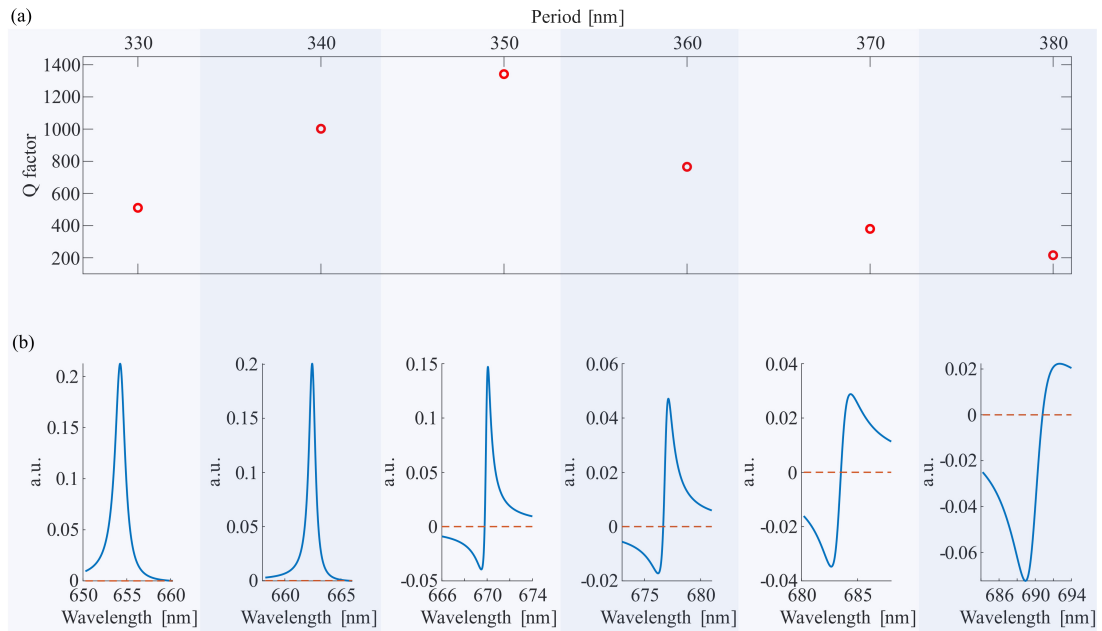 (a)
Period [nm]
330 340 350 360 370 380
Q factor
1400
1200
1000
800
600
400
200
(b)
a.u.
0.2
0.15
0.1
0.05
0
650 655 660
Wavelength [nm]
a.u.
0.2
0.15
0.1
0.05
0
660 665
Wavelength [nm]
a.u.
0.15
0.1
0.05
0
-0.05
666 670 674
Wavelength [nm]
a.u.
0.06
0.04
0.02
0
-0.02
675 680
Wavelength [nm]
a.u.
0.04
0.02
0
-0.02
-0.04
680 685
Wavelength [nm]
a.u.
0.02
0
-0.02
-0.04
-0.06
686 690 694
Wavelength [nm]